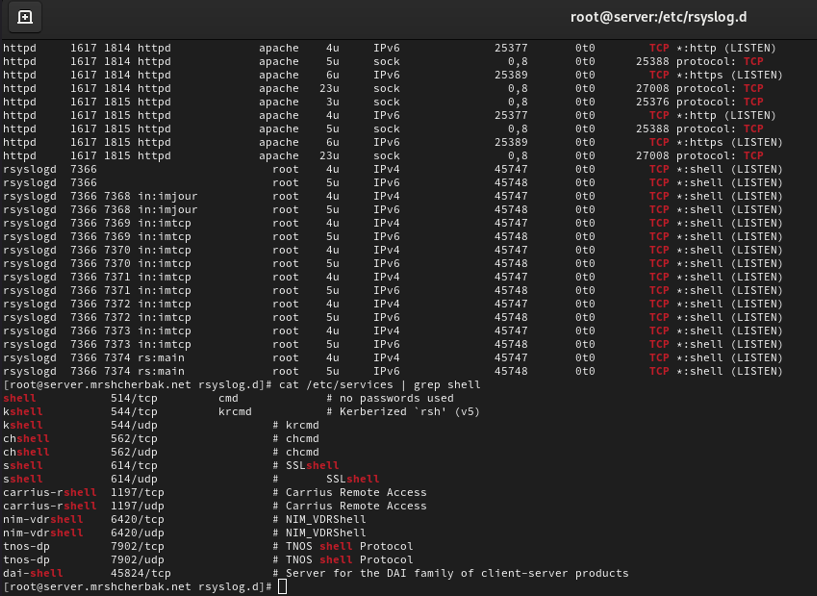 root@server:/etc/rsyslog.d
httpd 1617 1814 httpd apache 4u IPv6 25377 0t0 TCP *:http (LISTEN)
httpd 1617 1814 httpd apache 5u sock 0,8 25388 protocol: TCP
httpd 1617 1814 httpd apache 6u IPv6 25389 0t0 TCP *:https (LISTEN)
httpd 1617 1814 httpd apache 23u sock 0,8 27008 protocol: TCP
httpd 1617 1815 httpd apache 3u sock 0,8 25376 protocol: TCP
httpd 1617 1815 httpd apache 4u IPv6 25377 0t0 TCP *:http (LISTEN)
httpd 1617 1815 httpd apache 5u sock 0,8 25388 protocol: TCP
httpd 1617 1815 httpd apache 6u IPv6 25389 0t0 TCP *:https (LISTEN)
httpd 1617 1815 httpd apache 23u sock 0,8 27008 protocol: TCP
rsyslogd 7366 root 4u IPv4 45747 0t0 TCP *:shell (LISTEN)
rsyslogd 7366 root 5u IPv6 45748 0t0 TCP *:shell (LISTEN)
rsyslogd 7366 7368 in:imjour root 4u IPv4 45747 0t0 TCP *:shell (LISTEN)
rsyslogd 7366 7368 in:imjour root 5u IPv6 45748 0t0 TCP *:shell (LISTEN)
rsyslogd 7366 7369 in:imtcp root 4u IPv4 45747 0t0 TCP *:shell (LISTEN)
rsyslogd 7366 7369 in:imtcp root 5u IPv6 45748 0t0 TCP *:shell (LISTEN)
rsyslogd 7366 7370 in:imtcp root 4u IPv4 45747 0t0 TCP *:shell (LISTEN)
rsyslogd 7366 7370 in:imtcp root 5u IPv6 45748 0t0 TCP *:shell (LISTEN)
rsyslogd 7366 7371 in:imtcp root 4u IPv4 45747 0t0 TCP *:shell (LISTEN)
rsyslogd 7366 7371 in:imtcp root 5u IPv6 45748 0t0 TCP *:shell (LISTEN)
rsyslogd 7366 7372 in:imtcp root 4u IPv4 45747 0t0 TCP *:shell (LISTEN)
rsyslogd 7366 7372 in:imtcp root 5u IPv6 45748 0t0 TCP *:shell (LISTEN)
rsyslogd 7366 7373 in:imtcp root 4u IPv4 45747 0t0 TCP *:shell (LISTEN)
rsyslogd 7366 7373 in:imtcp root 5u IPv6 45748 0t0 TCP *:shell (LISTEN)
rsyslogd 7366 7374 rs:main root 4u IPv4 45747 0t0 TCP *:shell (LISTEN)
rsyslogd 7366 7374 rs:main root 5u IPv6 45748 0t0 TCP *:shell (LISTEN)
[root@server.mrshcherbak.net rsyslog.d]# cat /etc/services | grep shell
shell 514/tcp cmd # no passwords used
kshell 544/tcp krcmd # Kerberized `rsh' (v5)
kshell 544/udp # krcmd
chshell 562/tcp # chcmd
chshell 562/udp # chcmd
sshell 614/tcp # SSLshell
sshell 614/udp # SSLshell
carrius-rshell 1197/tcp # Carrius Remote Access
carrius-rshell 1197/udp # Carrius Remote Access
nim-vdrshell 6420/tcp # NIM_VDRShell
nim-vdrshell 6420/udp # NIM_VDRShell
tnos-dp 7902/tcp # TNOS shell Protocol
tnos-dp 7902/udp # TNOS shell Protocol
dai-shell 45824/tcp # Server for the DAI family of client-server products
[root@server.mrshcherbak.net rsyslog.d]#